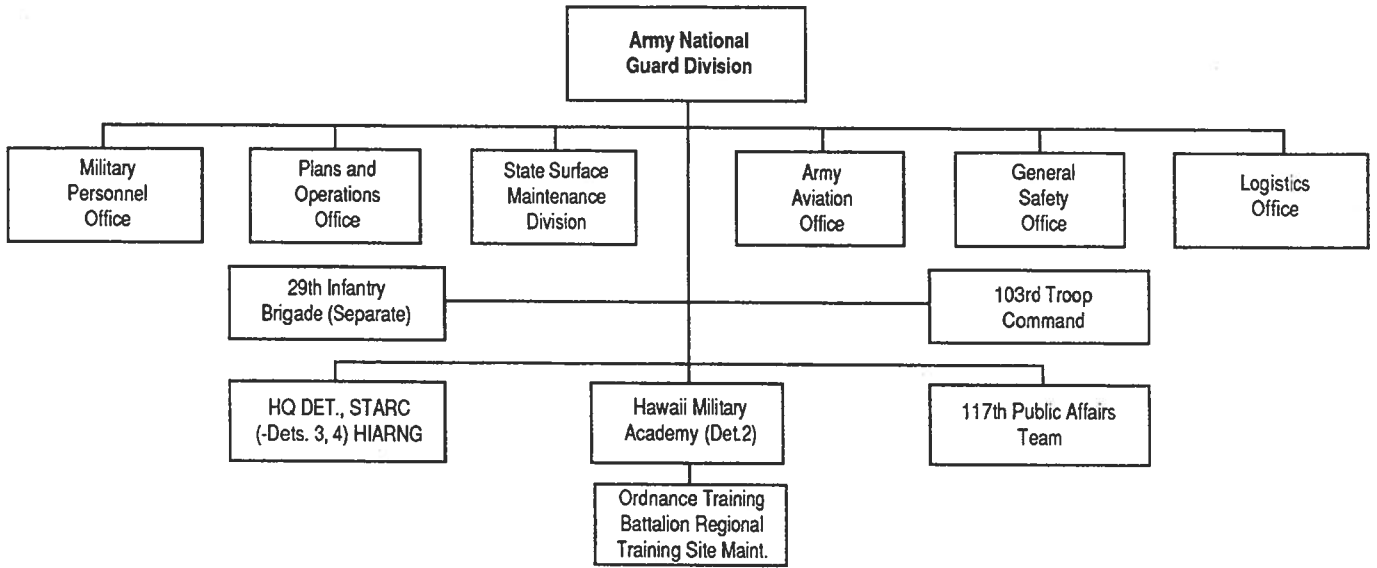 Army National
Guard Division
Military
Personnel
Office
Plans and
Operations
Office
State Surface
Maintenance
Division
Army
Aviation
Office
General
Safety
Office
Logistics
Office
29th Infantry
Brigade (Separate)
103rd Troop
Command
HQ DET., STARC
(-Dets. 3, 4) HIARNG
Hawaii Military
Academy (Det.2)
117th Public Affairs
Team
Ordnance Training
Battalion Regional
Training Site Maint.